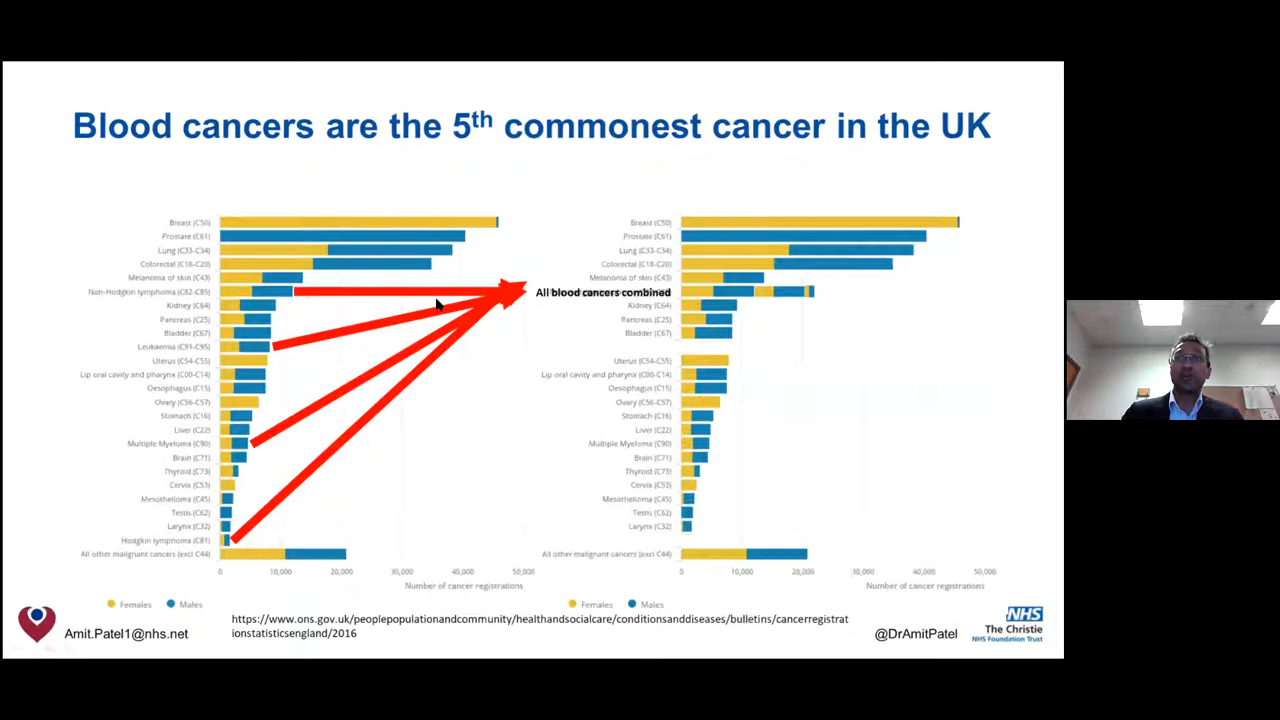 Blood cancers are the 5th commonest cancer in the UK
Breast (C50)
Prostate (C61)
Lung (C33-C34)
Colorectal (C18-C20)
Melanoma of skin (C43)
Non-Hodgkin lymphoma (C82-C85)
Kidney (C64)
Pancreas (C25)
Bladder (C67)
Leukaemia (C91-C95)
Uterus (C54-C55)
Lip oral cavity and pharynx (C00-C14)
Oesophagus (C15)
Ovary (C56-C57)
Stomach (C16)
Liver (C22)
Multiple Myeloma (C90)
Brain (C71)
Thyroid (C73)
Cervix (C53)
Mesothelioma (C45)
Testis (C62)
Larynx (C32)
Hodgkin lymphoma (C81)
All other malignant cancers (excl C44)
0 10,000 20,000 30,000 40,000 50,000
Number of cancer registrations
Females Males
Breast (C50)
Prostate (C61)
Lung (C33-C34)
Colorectal (C18-C20)
Melanoma of skin (C43)
All blood cancers combined
Kidney (C64)
Pancreas (C25)
Bladder (C67)
Uterus (C54-C55)
Lip oral cavity and pharynx (C00-C14)
Oesophagus (C15)
Ovary (C56-C57)
Stomach (C16)
Liver (C22)
Multiple Myeloma (C90)
Brain (C71)
Thyroid (C73)
Cervix (C53)
Mesothelioma (C45)
Testis (C62)
Larynx (C32)
All other malignant cancers (excl C44)
0 10,000 20,000 30,000 40,000 50,000
Number of cancer registrations
Females Males
Amit.Patel1@nhs.net
https://www.ons.gov.uk/peoplepopulationandcommunity/healthandsocialcare/conditionsanddiseases/bulletins/cancerregistrat
ionstatisticsengland/2016
@DrAmitPatel
NHS
The Christie
NHS Foundation Trust